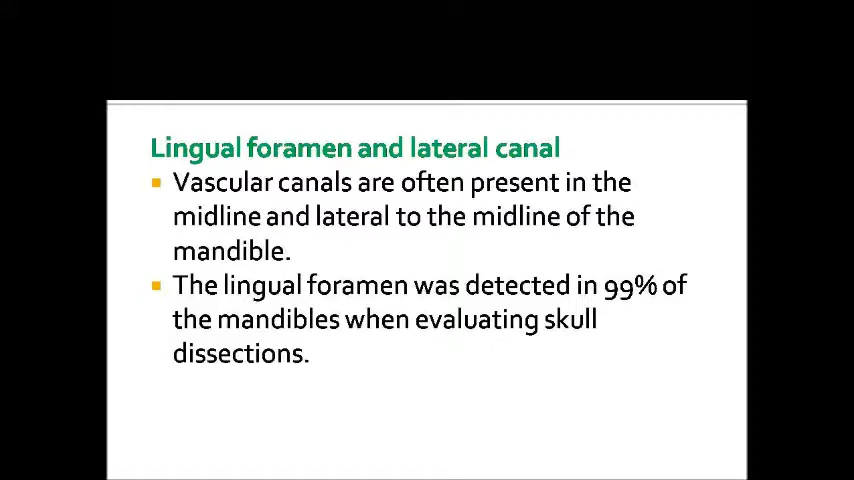 Lingual foramen and lateral canal
Vascular canals are often present in the
midline and lateral to the midline of the
mandible.
The lingual foramen was detected in 99% of
the mandibles when evaluating skull
dissections.